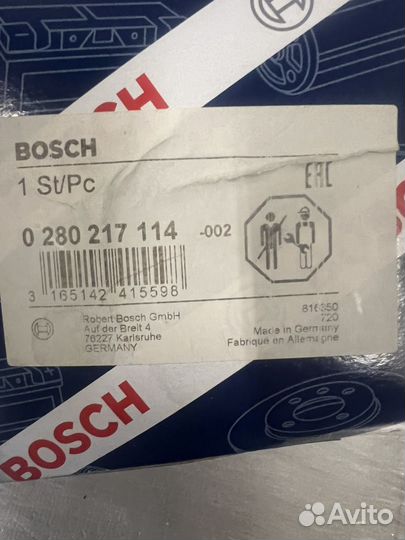 BOSCH
BOSCH
1 St/Pc
EAC
0 280 217 114 -002
3 165142 415598
Robert Bosch GmbH
Auf der Breit 4
76227 Karlsruhe
GERMANY
816350
720
Made in Germany
Fabriqué en Allemagne
BOSCH
Avito